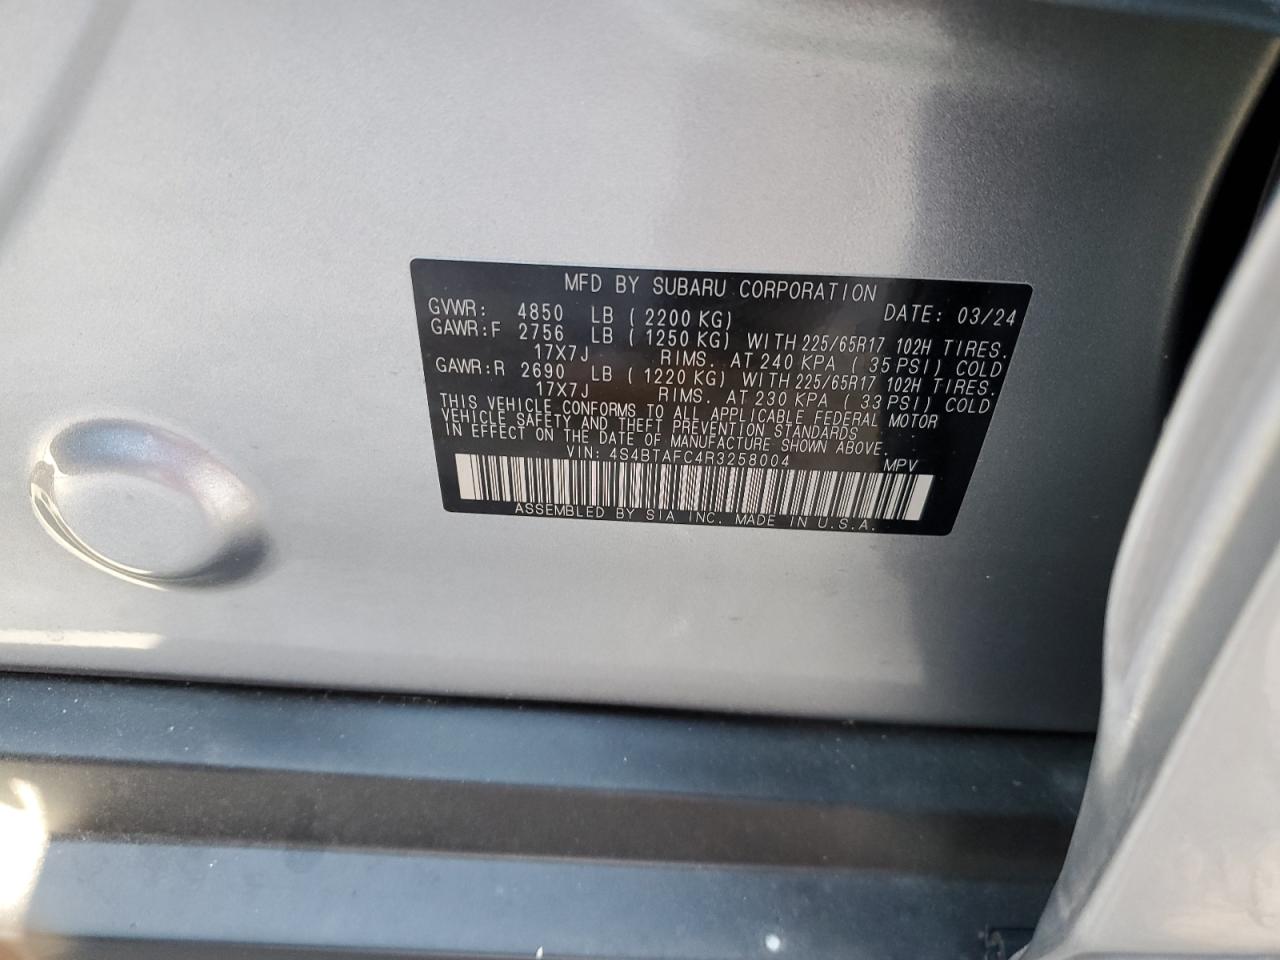 MFD BY SUBARU CORPORATION
GVWR: 4850 LB ( 2200 KG) DATE: 03/24
GAWR:F 2756 LB ( 1250 KG) WITH 225/65R17 102H TIRES.
17X7J RIMS. AT 240 KPA ( 35 PSI) COLD
GAWR:R 2690 LB ( 1220 KG) WITH 225/65R17 102H TIRES.
17X7J RIMS. AT 230 KPA ( 33 PSI) COLD
THIS VEHICLE CONFORMS TO ALL APPLICABLE FEDERAL MOTOR
VEHICLE SAFETY AND THEFT PREVENTION STANDARDS
IN EFFECT ON THE DATE OF MANUFACTURE SHOWN ABOVE.
VIN: 4S4BTAFC4R3258004 MPV
ASSEMBLED BY SIA INC. MADE IN U.S.A.